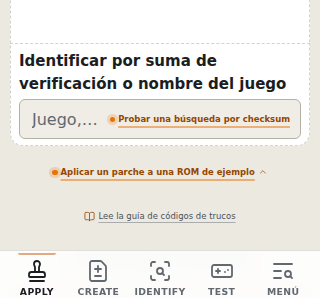 Identificar por suma de
verificación o nombre del juego
Juego,... Probar una búsqueda por checksum
Aplicar un parche a una ROM de ejemplo
Lee la guía de códigos de trucos
APPLY CREATE IDENTIFY TEST MENÚ